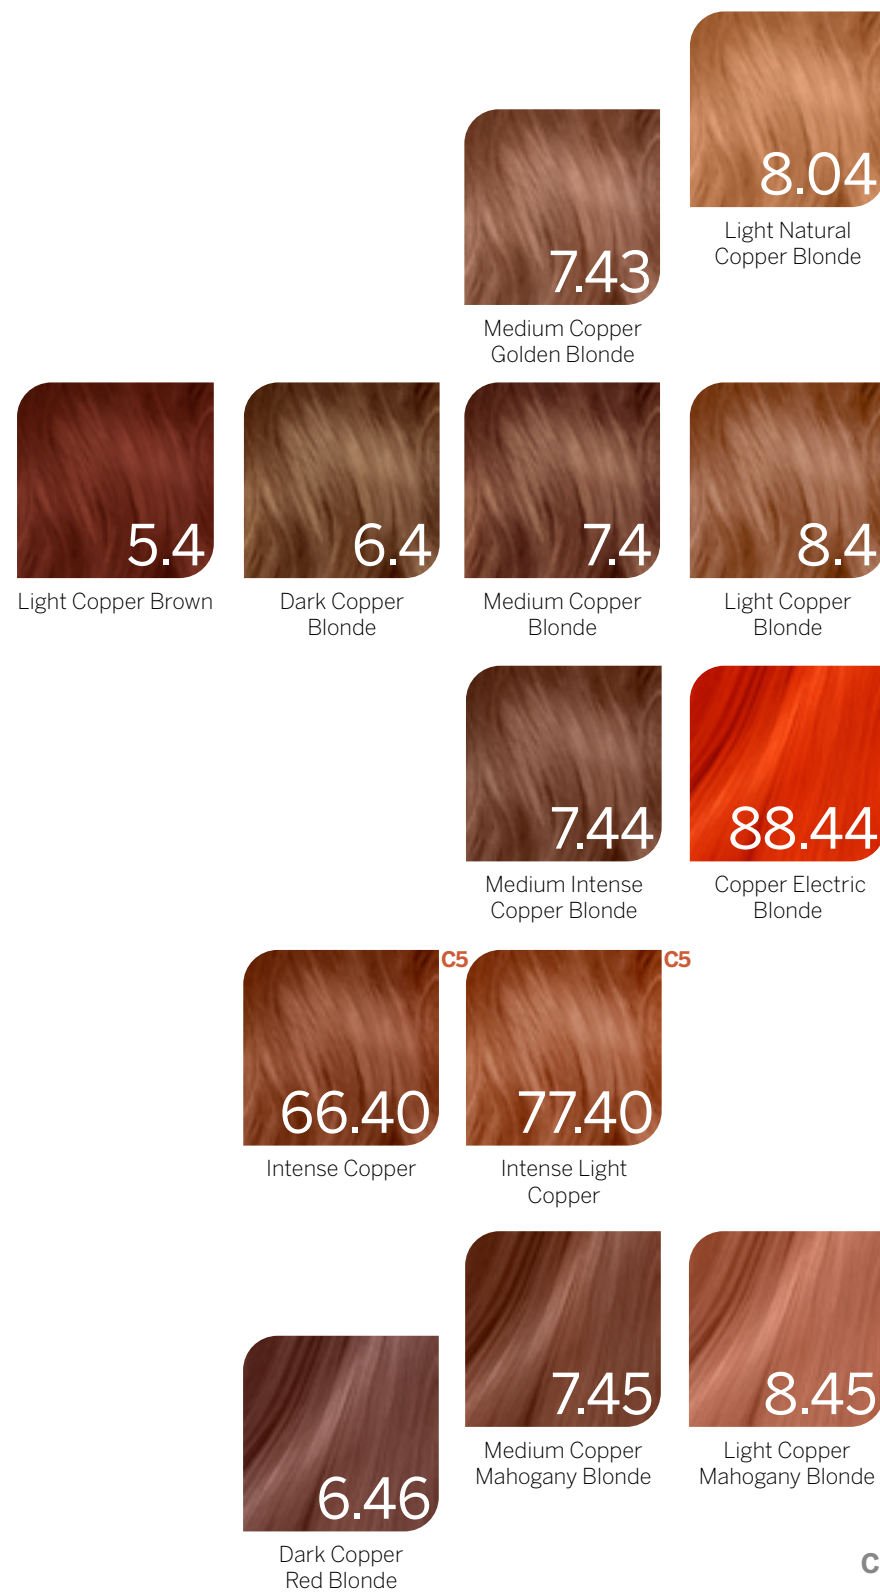 8.04
Light Natural
Copper Blonde
7.43
Medium Copper
Golden Blonde
5.4
Light Copper Brown
6.4
Dark Copper
Blonde
7.4
Medium Copper
Blonde
8.4
Light Copper
Blonde
7.44
Medium Intense
Copper Blonde
88.44
Copper Electric
Blonde
C5
66.40
Intense Copper
C5
77.40
Intense Light
Copper
7.45
Medium Copper
Mahogany Blonde
8.45
Light Copper
Mahogany Blonde
6.46
Dark Copper
Red Blonde
C